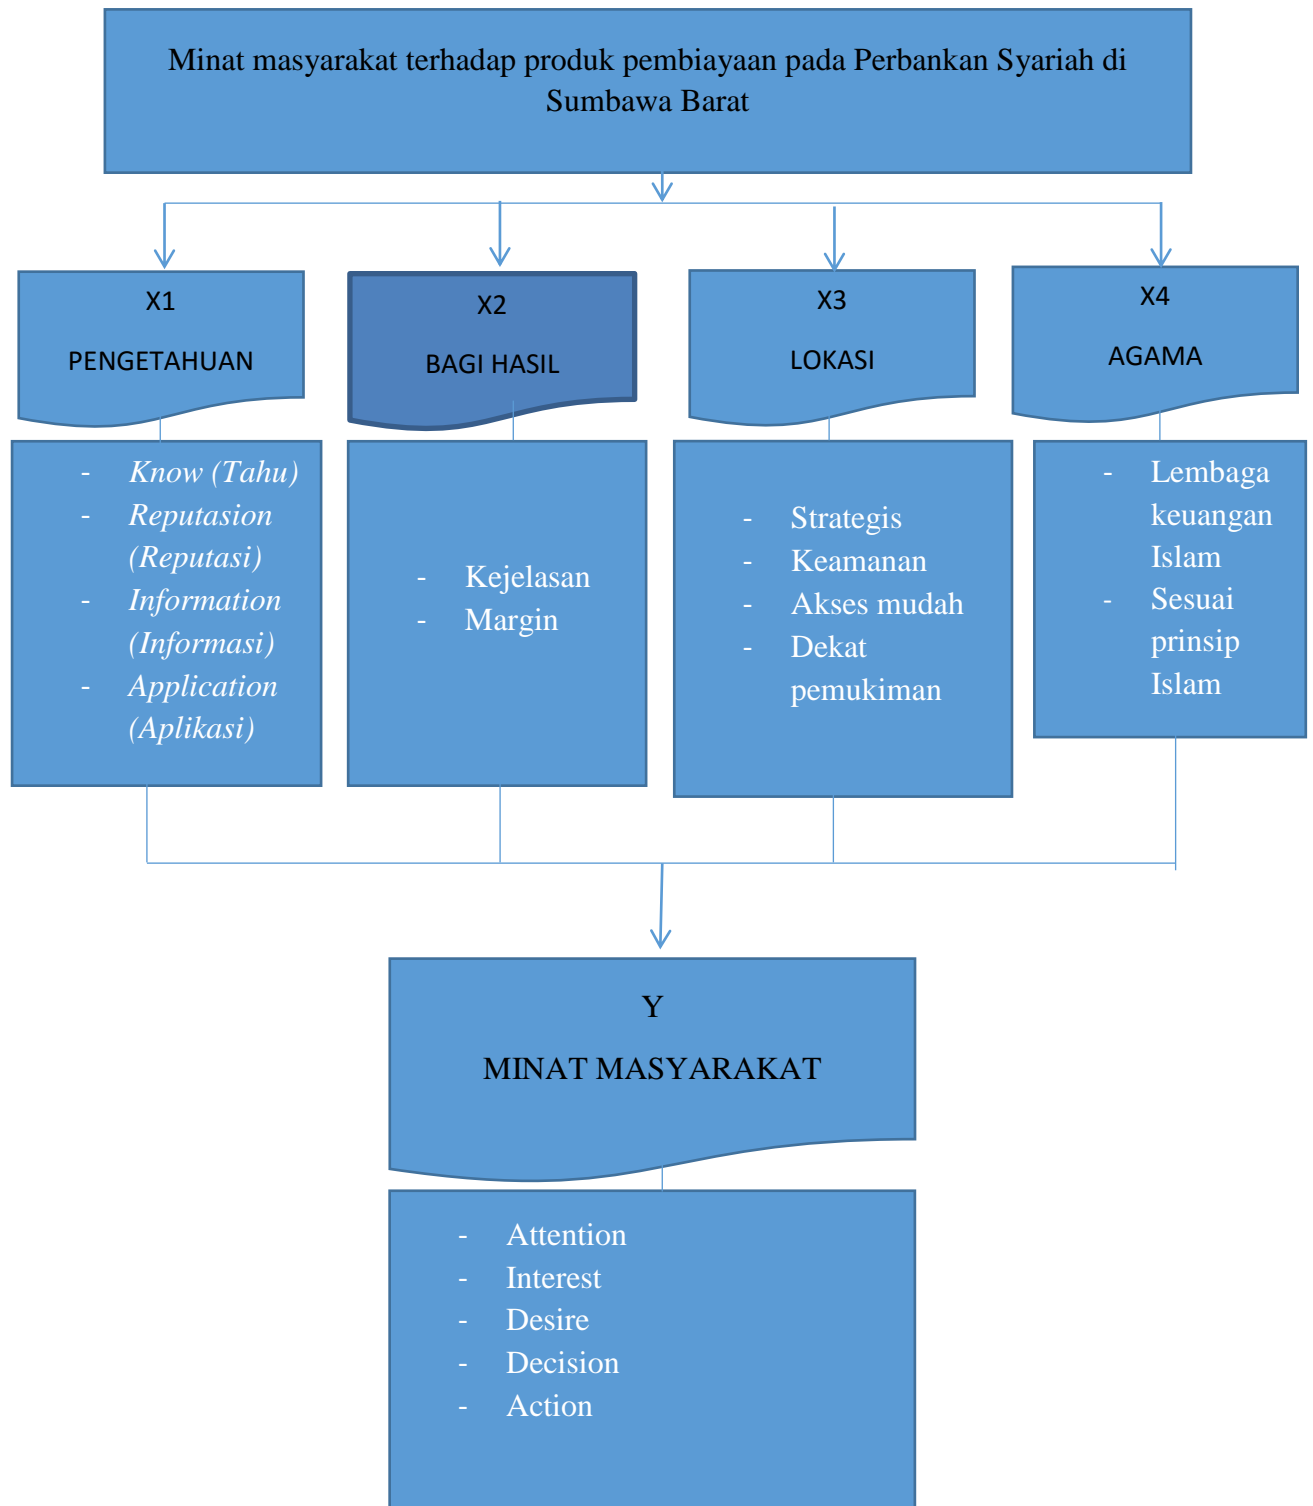 Minat masyarakat terhadap produk pembiayaan pada Perbankan Syariah di
Sumbawa Barat
X1
PENGETAHUAN
X2
BAGI HASIL
X3
LOKASI
X4
AGAMA
- Know (Tahu)
- Reputasion
(Reputasi)
- Information
(Informasi)
- Application
(Aplikasi)
- Kejelasan
- Margin
- Strategis
- Keamanan
- Akses mudah
- Dekat
pemukiman
- Lembaga
keuangan
Islam
- Sesuai
prinsip
Islam
Y
MINAT MASYARAKAT
- Attention
- Interest
- Desire
- Decision
- Action